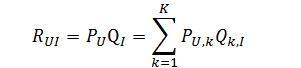 R_{UI} = P_U Q_I = \sum_{k=1}^{K} P_{U,k} Q_{k,I}